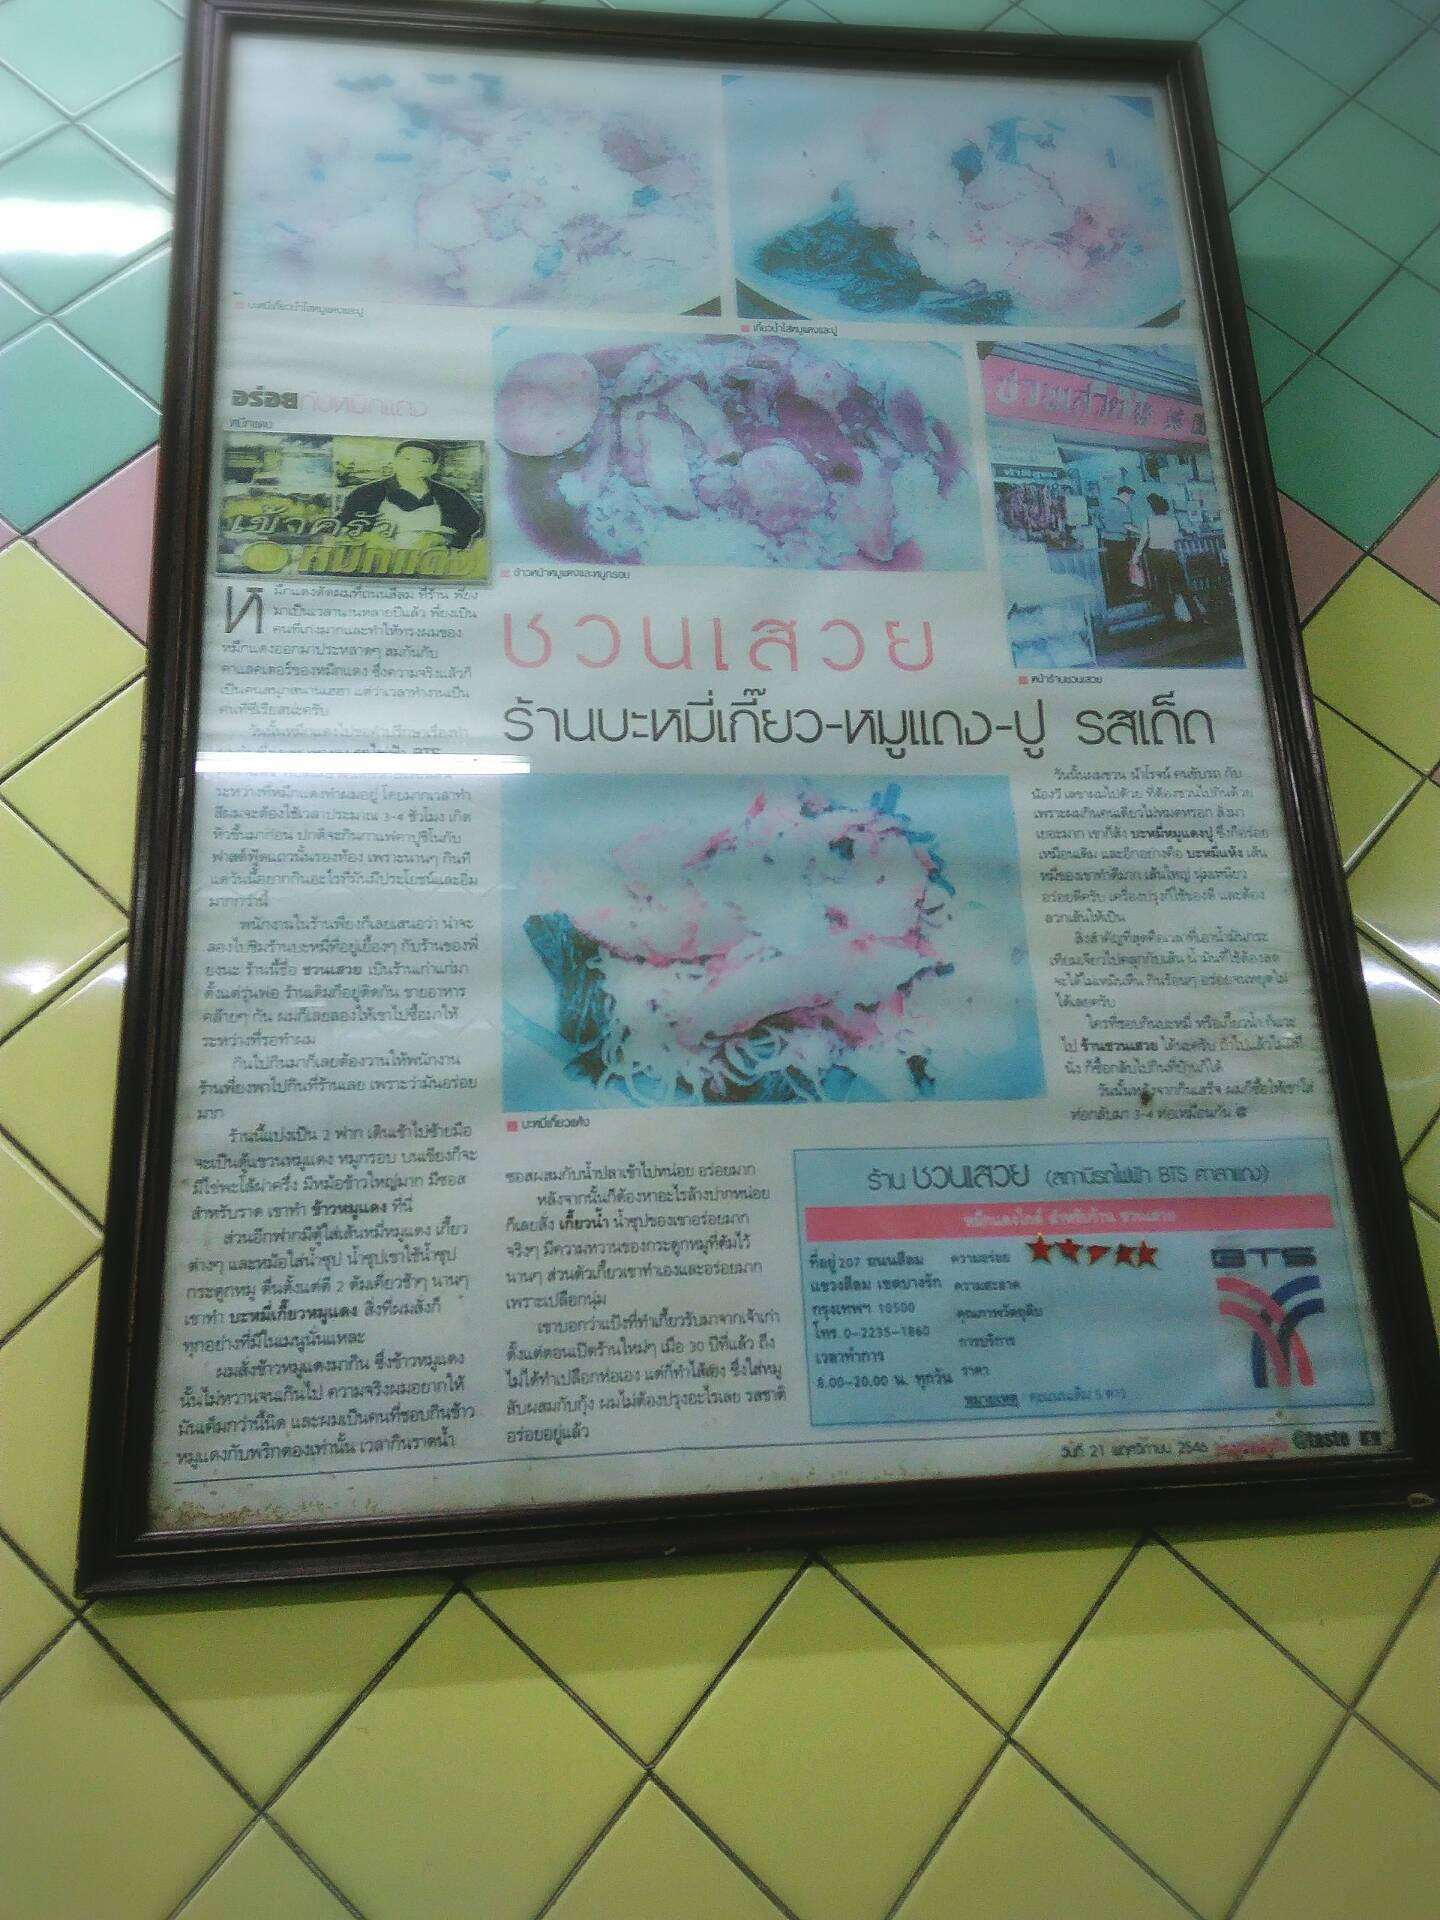 บะหมี่เกี๊ยวน้ำใส่หมูแดงและปู
เกี๊ยวน้ำใส่หมูแดงและปู
อร่อยกับหมึกแดง
หมึกแดง
เข้าครัว
หมึกแดง
ข้าวหน้าหมูแดงและหมูกรอบ
หน้าร้านชวนเสวย
ชวนเสวย
ร้านบะหมี่เกี๊ยว-หมูแดง-ปู รสเด็ด
หมึกแดงตัดผมที่ถนนสีลม ที่ร้าน พี่ยง
มาเป็นเวลานานหลายปีแล้ว พี่ยงเป็น
คนที่เก่งมากและทำให้ทรงผมของ
หมึกแดงออกมาประหลาดๆ สมกันกับ
คาแลคเตอร์ของหมึกแดง ซึ่งความจริงแล้วก็
เป็นคนสนุกสนานเฮฮา แต่ว่าเวลาทำงานเป็น
คนที่ซีเรียสนะครับ
ระหว่างที่หมึกแดงทำผมอยู่ โดยมากเวลาทำ
สีผมจะต้องใช้เวลาประมาณ 3-4 ชั่วโมง เกิด
หิวขึ้นมาก่อน ปกติจะกินกาแฟคาปูชิโนกับ
ฟาสต์ฟู้ดแถวนั้นรองท้อง เพราะนานๆ กินที
แต่วันนี้อยากกินอะไรที่มันมีประโยชน์และอิ่ม
มากกว่านี้
พนักงานในร้านพี่ยงก็เลยเสนอว่า น่าจะ
ลองไปชิมร้านบะหมี่ที่อยู่เยื้องๆ กับร้านของพี่
ยงนะ ร้านนี้ชื่อ ชวนเสวย เป็นร้านเก่าแก่มา
ตั้งแต่รุ่นพ่อ ร้านเดิมก็อยู่ติดกัน ขายอาหาร
คล้ายๆ กัน ผมก็เลยลองให้เขาไปซื้อมาให้
ระหว่างที่รอทำผม
กินไปกินมาก็เลยต้องวานให้พนักงาน
ร้านพี่ยงพาไปกินที่ร้านเลย เพราะว่ามันอร่อย
มาก
ร้านนี้แบ่งเป็น 2 ฟาก เดินเข้าไปซ้ายมือ
จะเป็นตู้แขวนหมูแดง หมูกรอบ บนเขียงก็จะ
มีไข่พะโล้ผ่าครึ่ง มีหม้อข้าวใหญ่มาก มีซอส
สำหรับราด เขาทำ ข้าวหมูแดง ที่นี่
ส่วนอีกฟากมีตู้ใส่เส้นหมี่หมูแดง เกี๊ยว
ต่างๆ และหม้อใส่น้ำซุป น้ำซุปเขาใช้น้ำซุป
กระดูกหมู ตื่นตั้งแต่ตี 2 ต้มเคี่ยวช้าๆ นานๆ
เขาทำ บะหมี่เกี๊ยวหมูแดง สิ่งที่ผมสั่งก็
ทุกอย่างที่มีในเมนูนั่นแหละ
ผมสั่งข้าวหมูแดงมากิน ซึ่งข้าวหมูแดง
นั้นไม่หวานจนเกินไป ความจริงผมอยากให้
มันเค็มกว่านี้นิด และผมเป็นคนที่ชอบกินข้าว
หมูแดงกับพริกดองเท่านั้น เวลากินราดน้ำ
บะหมี่เกี๊ยวแห้ง
ซอสผสมกับน้ำปลาเข้าไปหน่อย อร่อยมาก
หลังจากนั้นก็ต้องหาอะไรล้างปากหน่อย
ก็เลยสั่ง เกี๊ยวน้ำ น้ำซุปของเขาอร่อยมาก
จริงๆ มีความหวานของกระดูกหมูที่ต้มไว้
นานๆ ส่วนตัวเกี๊ยวเขาทำเองและอร่อยมาก
เพราะเปลือกนุ่ม
เขาบอกว่าแป้งที่ทำเกี๊ยวรับมาจากเจ้าเก่า
ตั้งแต่ตอนเปิดร้านใหม่ๆ เมื่อ 30 ปีที่แล้ว ถึง
ไม่ได้ทำเปลือกห่อเอง แต่ก็ทำไส้เอง ซึ่งใส่หมู
สับผสมกับกุ้ง ผมไม่ต้องปรุงอะไรเลย รสชาติ
อร่อยอยู่แล้ว
วันนั้นผมชวน น้าโรจน์ คนขับรถ กับ
น้องวี เลขาผมไปด้วย ที่ต้องชวนไปกินด้วย
เพราะผมกินคนเดียวไม่หมดหรอก สั่งมา
เยอะมาก เขาก็สั่ง บะหมี่หมูแดงปู ซึ่งก็อร่อย
เหมือนเดิม และอีกอย่างคือ บะหมี่แห้ง เส้น
หมี่ของเขาทำดีมาก เส้นใหญ่ นุ่มเหนียว
อร่อยดีครับ เครื่องปรุงก็ใช้ของดี และต้อง
ลวกเส้นให้เป็น
สิ่งสำคัญที่สุดคือเวลาที่เอาน้ำมันกระ
เทียมเจียวไปคลุกกับเส้น น้ำมันที่ใช้ต้องสด
จะได้ไม่เหม็นหืน กินร้อนๆ อร่อยจนหยุดไม่
ได้เลยครับ
ใครที่ชอบกินบะหมี่ หรือเกี๊ยวน้ำ ก็แวะ
ไป ร้านชวนเสวย ได้นะครับ ถ้าไปแล้วไม่มีที่
นั่ง ก็ซื้อกลับไปกินที่บ้านก็ได้
วันนั้นหลังจากกินเสร็จ ผมก็ซื้อให้เขาใส่
ห่อกลับมา 3-4 ห่อเหมือนกัน @
ร้าน ชวนเสวย (สถานีรถไฟฟ้า BTS ศาลาแดง)
หมึกแดงไกด์ สำหรับร้าน ชวนเสวย
ที่อยู่ 207 ถนนสีลม
แขวงสีลม เขตบางรัก
กรุงเทพฯ 10500
โทร. 0-2235-1860
เวลาทำการ
8.00-20.00 น. ทุกวัน
ความอร่อย
ความสะอาด
คุณภาพวัตถุดิบ
การบริการ
ราคา
หมายเหตุ คะแนนเต็ม 5 ดาว
BTS
วันที่ 21 พฤศจิกายน 2546
@taste